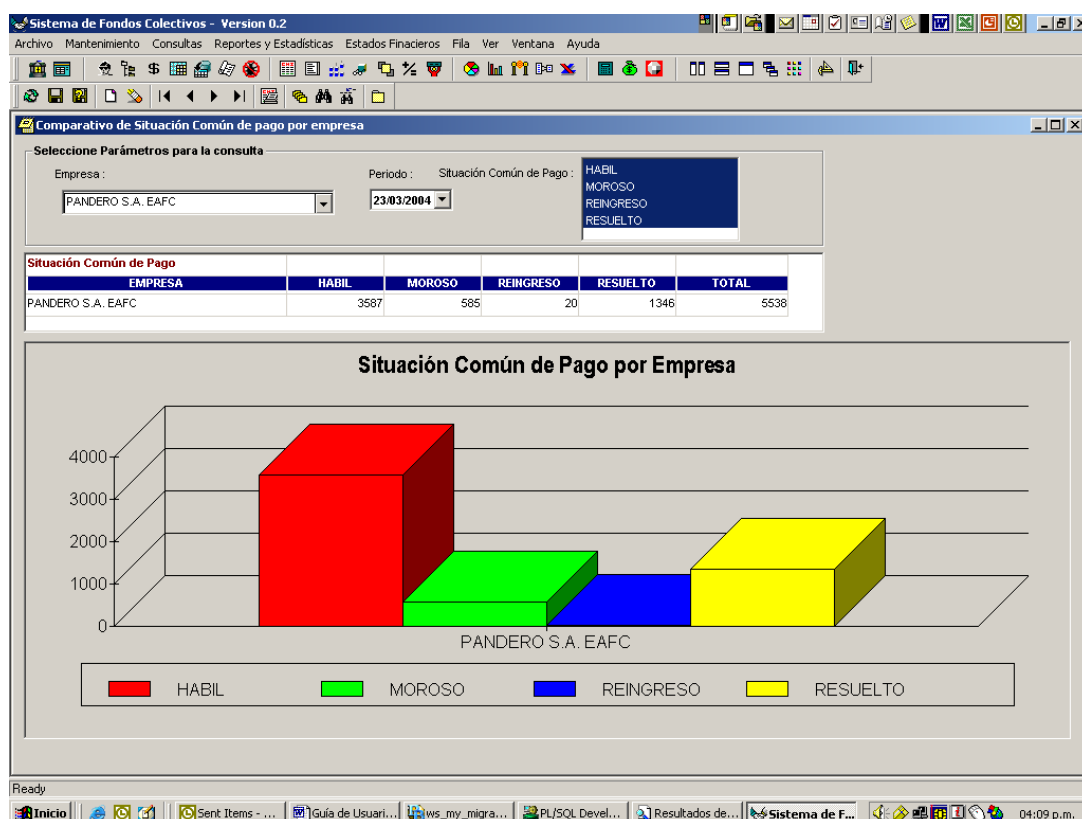 Sistema de Fondos Colectivos - Version 0.2
Archivo Mantenimiento Consultas Reportes y Estadísticas Estados Finacieros Fila Ver Ventana Ayuda
Comparativo de Situación Común de pago por empresa
Seleccione Parámetros para la consulta
Empresa : Periodo : Situación Común de Pago :
PANDERO S.A. EAFC 23/03/2004
HABIL
MOROSO
REINGRESO
RESUELTO
Situación Común de Pago
EMPRESA HABIL MOROSO REINGRESO RESUELTO TOTAL
PANDERO S.A. EAFC 3587 585 20 1346 5538
Situación Común de Pago por Empresa
4000
3000
2000
1000
0
PANDERO S.A. EAFC
HABIL MOROSO REINGRESO RESUELTO
Ready
Inicio Sent Items - ... Guía de Usuari... ws_my_migra... PL/SQL Devel... Resultados de... Sistema de F... 04:09 p.m.